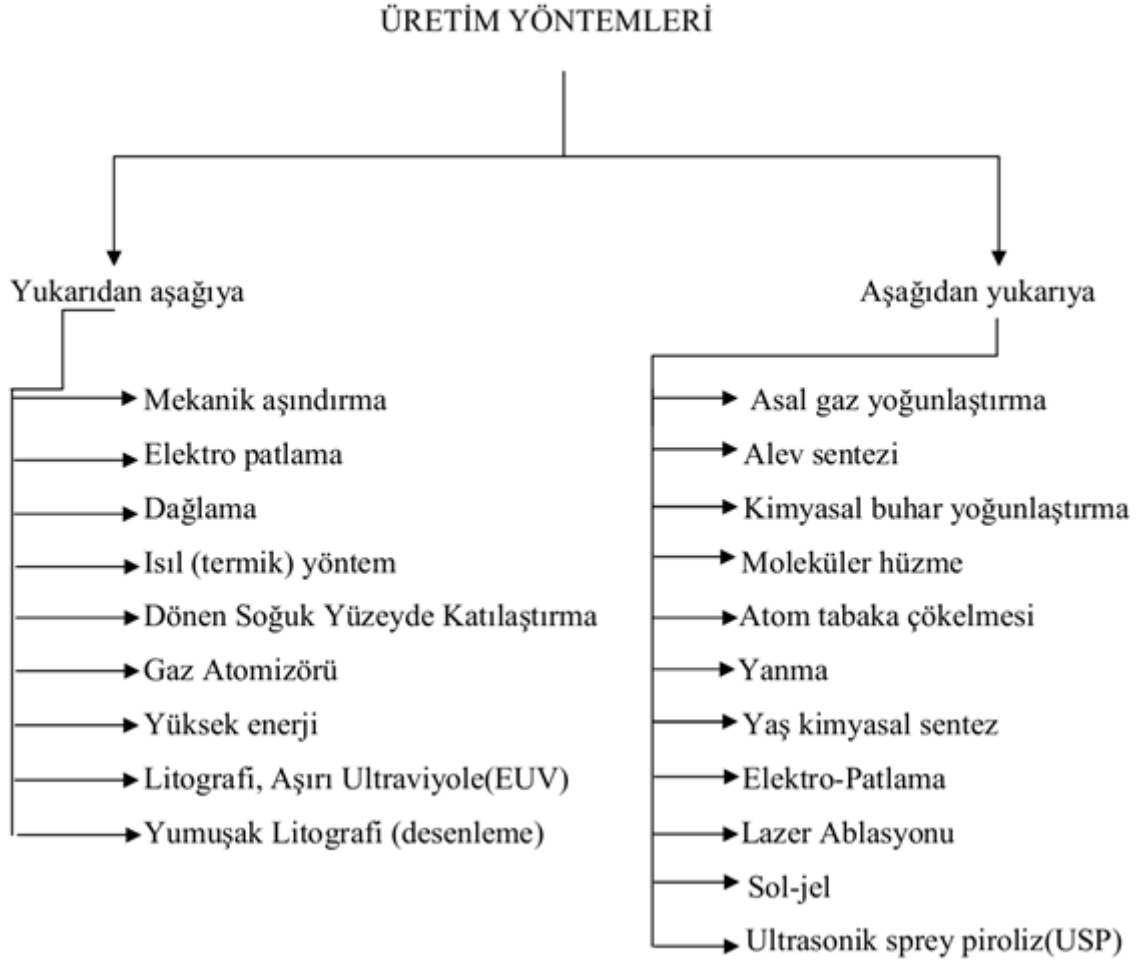 ÜRETİM YÖNTEMLERİ
Yukarıdan aşağıya
Mekanik aşındırma
Elektro patlama
Dağlama
Isıl (termik) yöntem
Dönen Soğuk Yüzeyde Katılaştırma
Gaz Atomizörü
Yüksek enerji
Litografi, Aşırı Ultraviyole(EUV)
Yumuşak Litografi (desenleme)
Aşağıdan yukarıya
Asal gaz yoğunlaştırma
Alev sentezi
Kimyasal buhar yoğunlaştırma
Moleküler hüzme
Atom tabaka çökelmesi
Yanma
Yaş kimyasal sentez
Elektro-Patlama
Lazer Ablasyonu
Sol-jel
Ultrasonik sprey piroliz(USP)